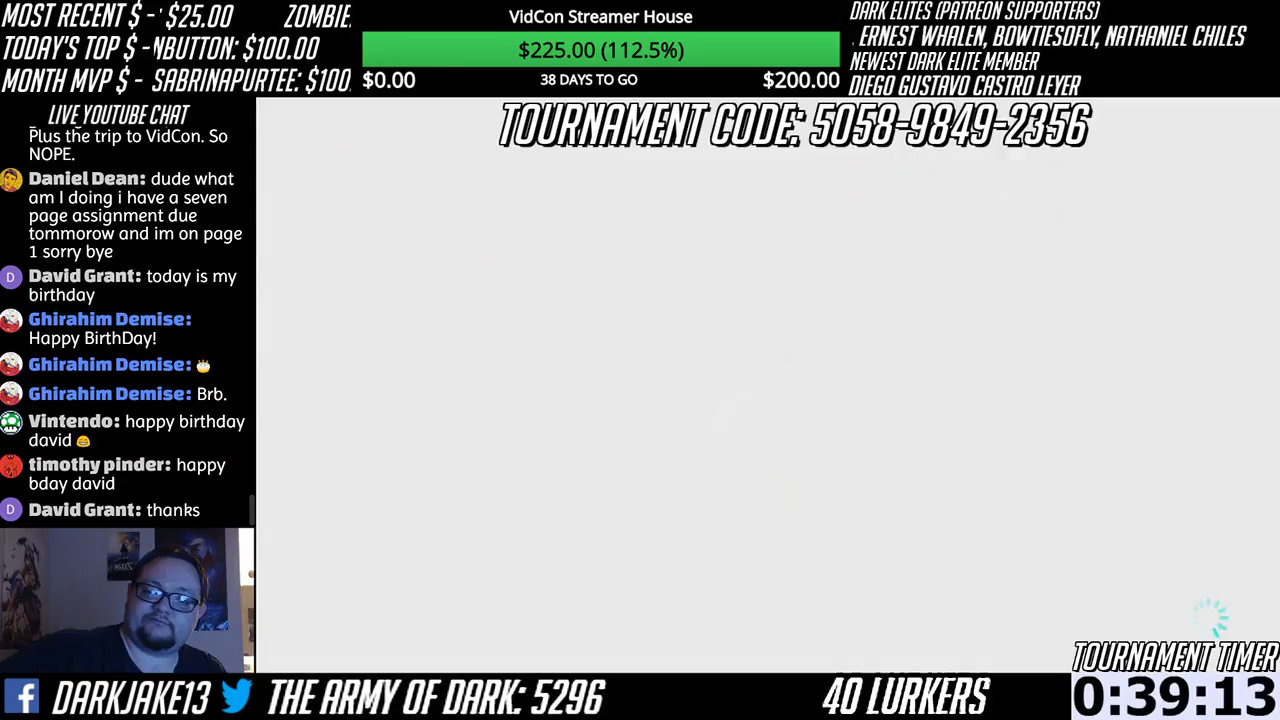 MOST RECENT $ - $25.00 ZOMBIE.
TODAY'S TOP $ - NBUTTON: $100.00
MONTH MVP $ - SABRINAPURTEE: $100
VidCon Streamer House
$225.00 (112.5%)
$0.00 38 DAYS TO GO $200.00
DARK ELITES (PATREON SUPPORTERS)
, ERNEST WHALEN, BOWTIESOFLY, NATHANIEL CHILES
NEWEST DARK ELITE MEMBER
DIEGO GUSTAVO CASTRO LEYER
LIVE YOUTUBE CHAT
Plus the trip to VidCon. So
NOPE.
Daniel Dean: dude what
am I doing i have a seven
page assignment due
tommorow and im on page
1 sorry bye
D David Grant: today is my
birthday
Ghirahim Demise:
Happy BirthDay!
Ghirahim Demise: 🎂
Ghirahim Demise: Brb.
Vintendo: happy birthday
david 😄
timothy pinder: happy
bday david
D David Grant: thanks
TOURNAMENT CODE: 5058-9849-2356
TOURNAMENT TIMER
0:39:13
f DARKJAKE13 THE ARMY OF DARK: 5296 40 LURKERS